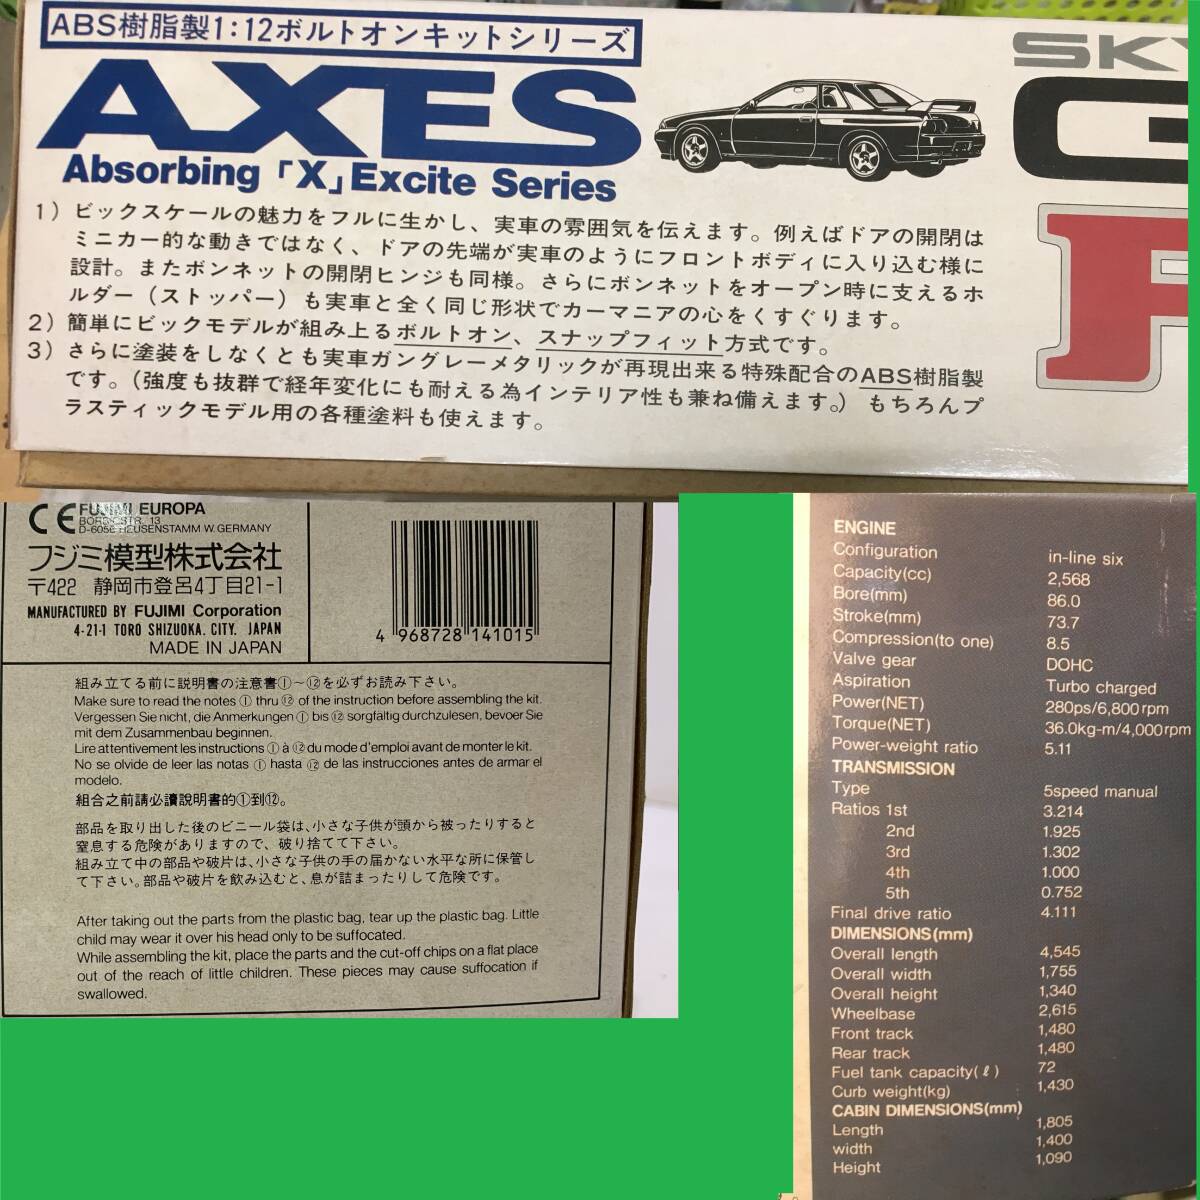 ABS樹脂製1:12ボルトオンキットシリーズ
AXES
Absorbing「X」Excite Series
SKY
G
R
1）ビックスケールの魅力をフルに生かし、実車の雰囲気を伝えます。例えばドアの開閉は
ミニカー的な動きではなく、ドアの先端が実車のようにフロントボディに入り込む様に
設計。またボンネットの開閉ヒンジも同様。さらにボンネットをオープン時に支えるホ
ルダー（ストッパー）も実車と全く同じ形状でカーマニアの心をくすぐります。
2）簡単にビックモデルが組み上るボルトオン、スナップフィット方式です。
3）さらに塗装をしなくとも実車ガングレーメタリックが再現出来る特殊配合のABS樹脂製
です。（強度も抜群で経年変化にも耐える為インテリア性も兼ね備えます。）もちろんプ
ラスティックモデル用の各種塗料も使えます。
CE FUJIMI EUROPA
13
HEUSENSTAMM W. GERMANY
フジミ模型株式会社
〒422 静岡市登呂4丁目21-1
MANUFACTURED BY FUJIMI Corporation
4-21-1 TORO SHIZUOKA. CITY. JAPAN
MADE IN JAPAN
4 968728 141015
組み立てる前に説明書の注意書①～⑫を必ずお読み下さい。
Make sure to read the notes ① thru ⑫ of the instruction before assembling the kit.
Vergessen Sie nicht, die Anmerkungen ① bis ⑫ sorgfältig durchzulesen, bevoer Sie
mit dem Zusammenbau beginnen.
Lire attentivement les instructions ① à ⑫ du mode d'emploi avant de monter le kit.
No se olvide de leer las notas ① hasta ⑫ de las instrucciones antes de armar el
modelo.
組合之前請必讀說明書的①到⑫。
部品を取り出した後のビニール袋は、小さな子供が頭から被ったりすると
窒息する危険がありますので、破り捨てて下さい。
組み立て中の部品や破片は、小さな子供の手の届かない水平な所に保管し
て下さい。部品や破片を飲み込むと、息が詰まったりして危険です。
After taking out the parts from the plastic bag, tear up the plastic bag. Little
child may wear it over his head only to be suffocated.
While assembling the kit, place the parts and the cut-off chips on a flat place
out of the reach of little children. These pieces may cause suffocation if
swallowed.
ENGINE
Configuration in-line six
Capacity(cc) 2,568
Bore(mm) 86.0
Stroke(mm) 73.7
Compression(to one) 8.5
Valve gear DOHC
Aspiration Turbo charged
Power(NET) 280ps/6,800rpm
Torque(NET) 36.0kg-m/4,000rpm
Power-weight ratio 5.11
TRANSMISSION
Type 5speed manual
Ratios 1st 3.214
2nd 1.925
3rd 1.302
4th 1.000
5th 0.752
Final drive ratio 4.111
DIMENSIONS(mm)
Overall length 4,545
Overall width 1,755
Overall height 1,340
Wheelbase 2,615
Front track 1,480
Rear track 1,480
Fuel tank capacity(ℓ) 72
Curb weight(kg) 1,430
CABIN DIMENSIONS(mm)
Length 1,805
width 1,400
Height 1,090